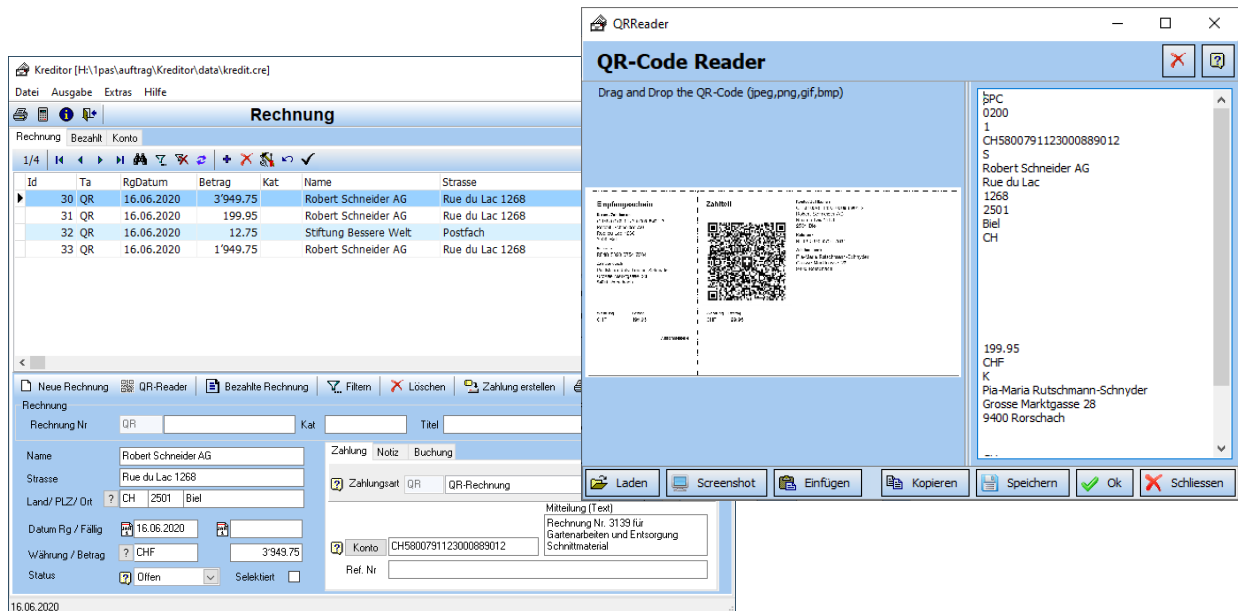 Kreditor [H:\1pas\auftrag\Kreditor\data\kredit.cre]
Datei Ausgabe Extras Hilfe
Rechnung
Rechnung Bezahlt Konto
1/4
Id Ta RgDatum Betrag Kat Name Strasse
30 QR 16.06.2020 3'949.75 Robert Schneider AG Rue du Lac 1268
31 QR 16.06.2020 199.95 Robert Schneider AG Rue du Lac 1268
32 QR 16.06.2020 12.75 Stiftung Bessere Welt Postfach
33 QR 16.06.2020 1'949.75 Robert Schneider AG Rue du Lac 1268
Neue Rechnung QR-Reader Bezahlte Rechnung Filtern Löschen Zahlung erstellen
Rechnung
Rechnung Nr QR Kat Titel
Name Robert Schneider AG
Strasse Rue du Lac 1268
Land/ PLZ/ Ort ? CH 2501 Biel
Datum Rg / Fällig 16.06.2020
Währung / Betrag ? CHF 3'949.75
Status Offen Selektiert
Zahlung Notiz Buchung
Zahlungsart QR QR-Rechnung
Mitteilung (Text)
Rechnung Nr. 3139 für
Gartenarbeiten und Entsorgung
Schnittmaterial
Konto CH5800791123000889012
Ref. Nr
16.06.2020
QRReader
QR-Code Reader
Drag and Drop the QR-Code (jpeg,png,gif,bmp)
Empfangsschein
Zahlteil
SPC
0200
1
CH5800791123000889012
S
Robert Schneider AG
Rue du Lac
1268
2501
Biel
CH
199.95
CHF
K
Pia-Maria Rutschmann-Schnyder
Grosse Marktgasse 28
9400 Rorschach
Laden Screenshot Einfügen Kopieren Speichern Ok Schliessen